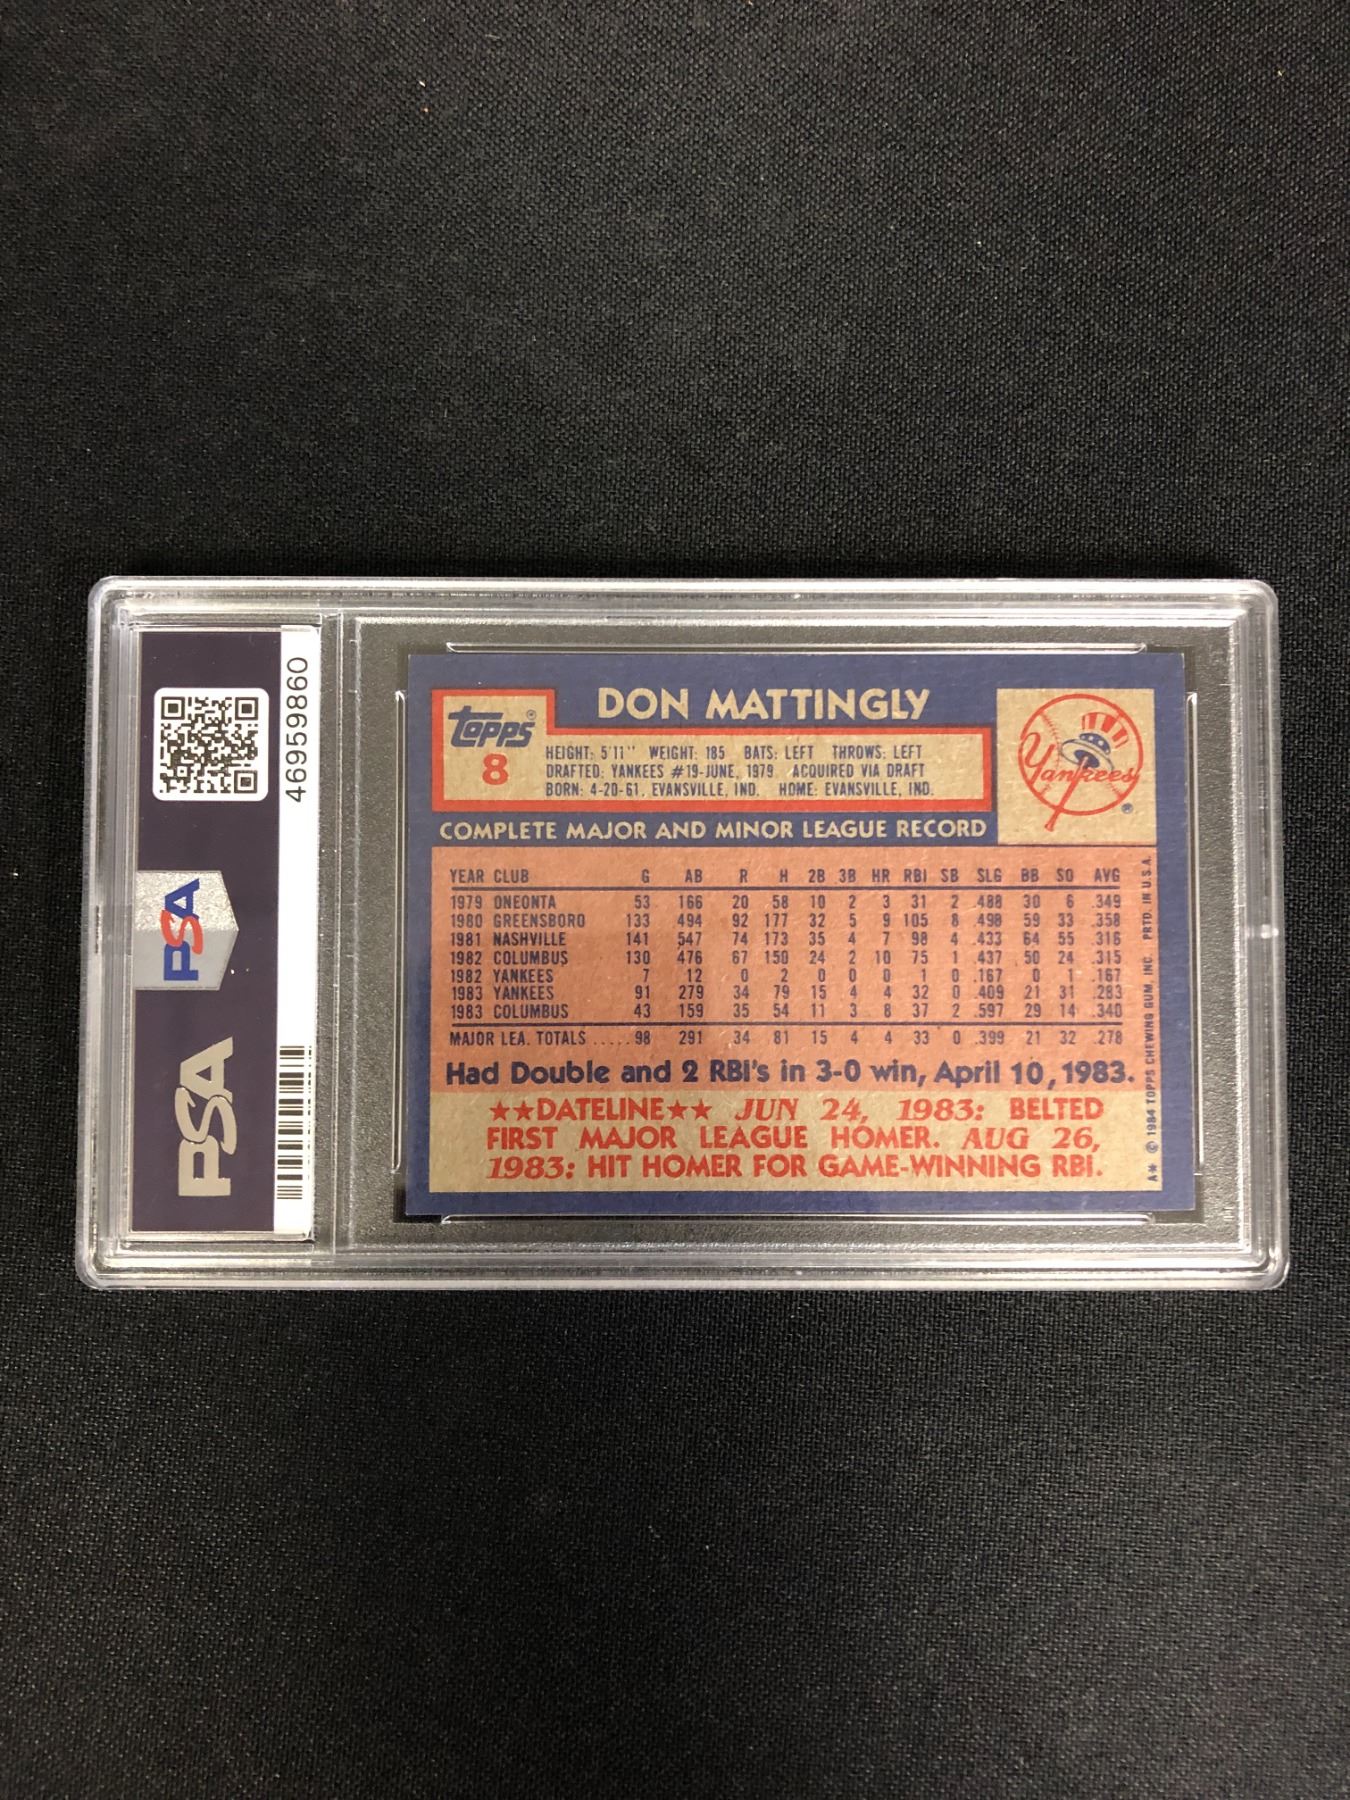 46959860
PSA
PSA
topps
8
DON MATTINGLY
HEIGHT: 5'11" WEIGHT: 185 BATS: LEFT THROWS: LEFT
DRAFTED: YANKEES #19-JUNE, 1979 ACQUIRED VIA DRAFT
BORN: 4-20-61, EVANSVILLE, IND. HOME: EVANSVILLE, IND.
Yankees
COMPLETE MAJOR AND MINOR LEAGUE RECORD
YEAR CLUB G AB R H 2B 3B HR RBI SB SLG BB SO AVG
1979 ONEONTA 53 166 20 58 10 2 3 31 2 .488 30 6 .349
1980 GREENSBORO 133 494 92 177 32 5 9 105 8 .498 59 33 .358
1981 NASHVILLE 141 547 74 173 35 4 7 98 4 .433 64 55 .316
1982 COLUMBUS 130 476 67 150 24 2 10 75 1 .437 50 24 .315
1982 YANKEES 7 12 0 2 0 0 0 1 0 .167 0 1 .167
1983 YANKEES 91 279 34 79 15 4 4 32 0 .409 21 31 .283
1983 COLUMBUS 43 159 35 54 11 3 8 37 2 .597 29 14 .340
MAJOR LEA. TOTALS .....98 291 34 81 15 4 4 33 0 .399 21 32 .278
Had Double and 2 RBI's in 3-0 win, April 10, 1983.
★★DATELINE★★ JUN 24, 1983: BELTED
FIRST MAJOR LEAGUE HOMER. AUG 26,
1983: HIT HOMER FOR GAME-WINNING RBI.
A* © 1984 TOPPS CHEWING GUM, INC. PRTD. IN U.S.A.